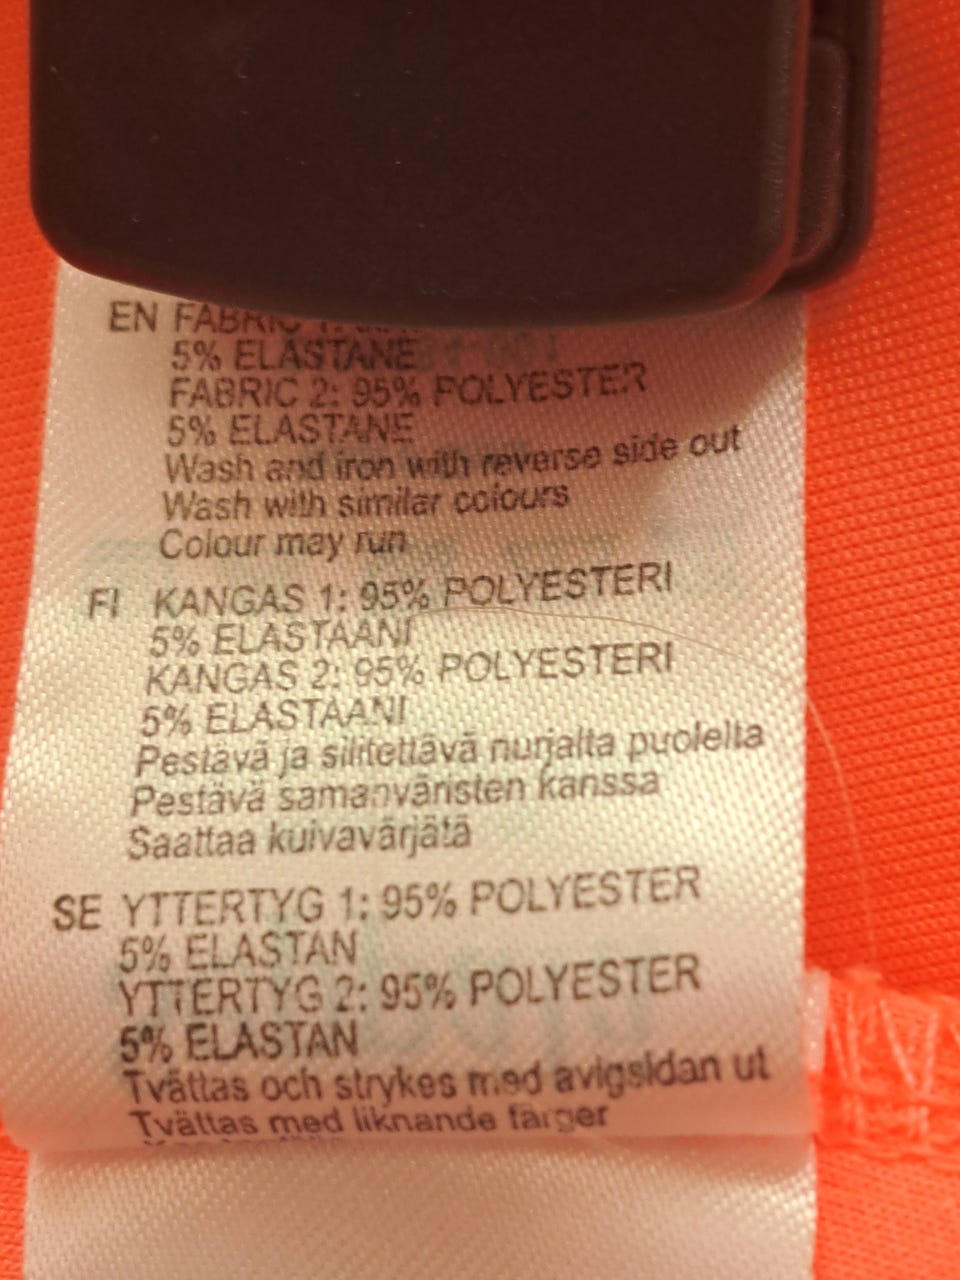 EN FABRIC
5% ELASTANE
FABRIC 2: 95% POLYESTER
5% ELASTANE
Wash and iron with reverse side out
Wash with similar colours
Colour may run
FI KANGAS 1: 95% POLYESTERI
5% ELASTAANI
KANGAS 2: 95% POLYESTERI
5% ELASTAANI
Pestävä ja silitettävä nurjalta puolelta
Pestävä samanväristen kanssa
Saattaa kuivavärjätä
SE YTTERTYG 1: 95% POLYESTER
5% ELASTAN
YTTERTYG 2: 95% POLYESTER
5% ELASTAN
Tvättas och strykes med avigsidan ut
Tvättas med liknande färger